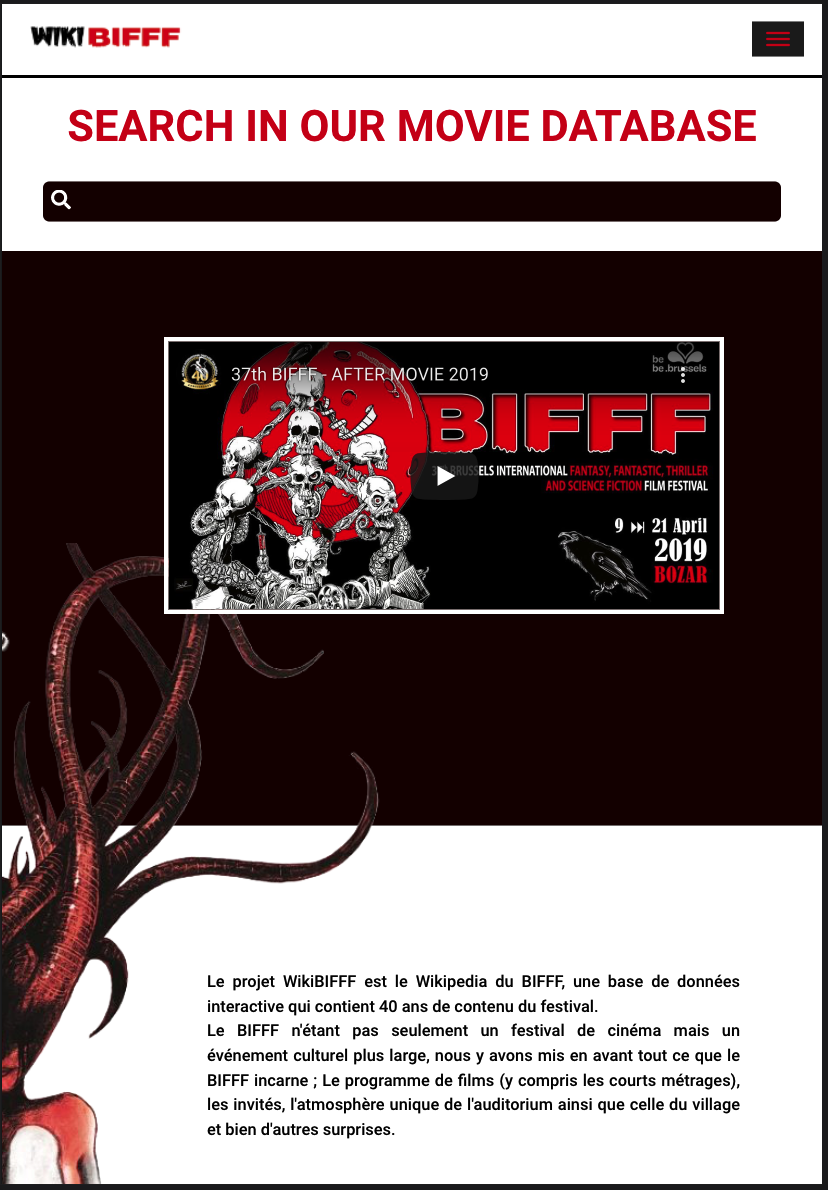 WIKI BIFFF
SEARCH IN OUR MOVIE DATABASE
40
37th BIFFF - AFTER MOVIE 2019
be
be.brussels
BIFFF
BRUSSELS INTERNATIONAL FANTASY, FANTASTIC, THRILLER
AND SCIENCE FICTION FILM FESTIVAL
9 21 April
2019
BOZAR
Le projet WikiBIFFF est le Wikipedia du BIFFF, une base de données
interactive qui contient 40 ans de contenu du festival.
Le BIFFF n'étant pas seulement un festival de cinéma mais un
événement culturel plus large, nous y avons mis en avant tout ce que le
BIFFF incarne ; Le programme de films (y compris les courts métrages),
les invités, l'atmosphère unique de l'auditorium ainsi que celle du village
et bien d'autres surprises.